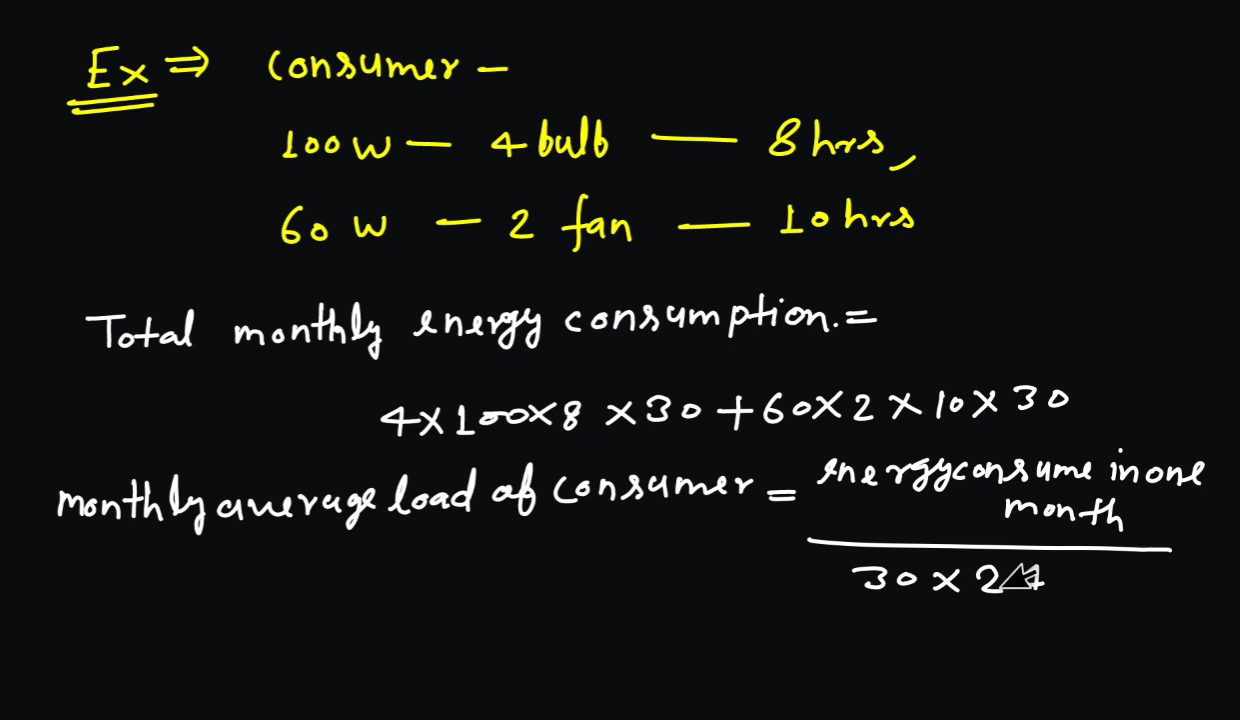 Ex ⇒ Consumer –
100W — 4 bulb — 8 hrs,
60 W — 2 fan — 10 hrs
Total monthly energy consumption. =
4×100×8 ×30 + 60×2×10×30
monthly average load of consumer = energy consume in one
month
30 × 24